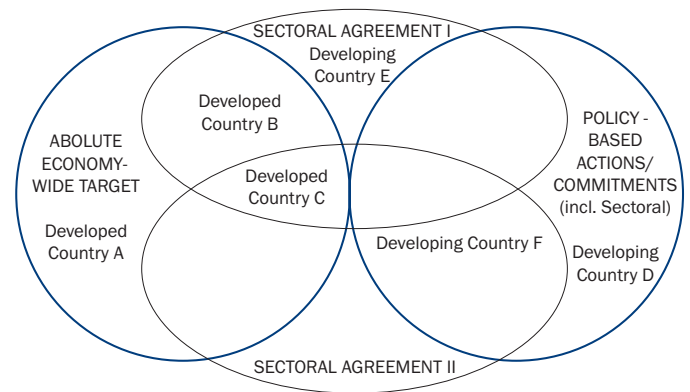 SECTORAL AGREEMENT I
Developing
Country E
Developed
Country B
ABOLUTE
ECONOMY-
WIDE TARGET
POLICY -
BASED
ACTIONS/
COMMITMENTS
(incl. Sectoral)
Developed
Country C
Developed
Country A
Developing Country F
Developing
Country D
SECTORAL AGREEMENT II